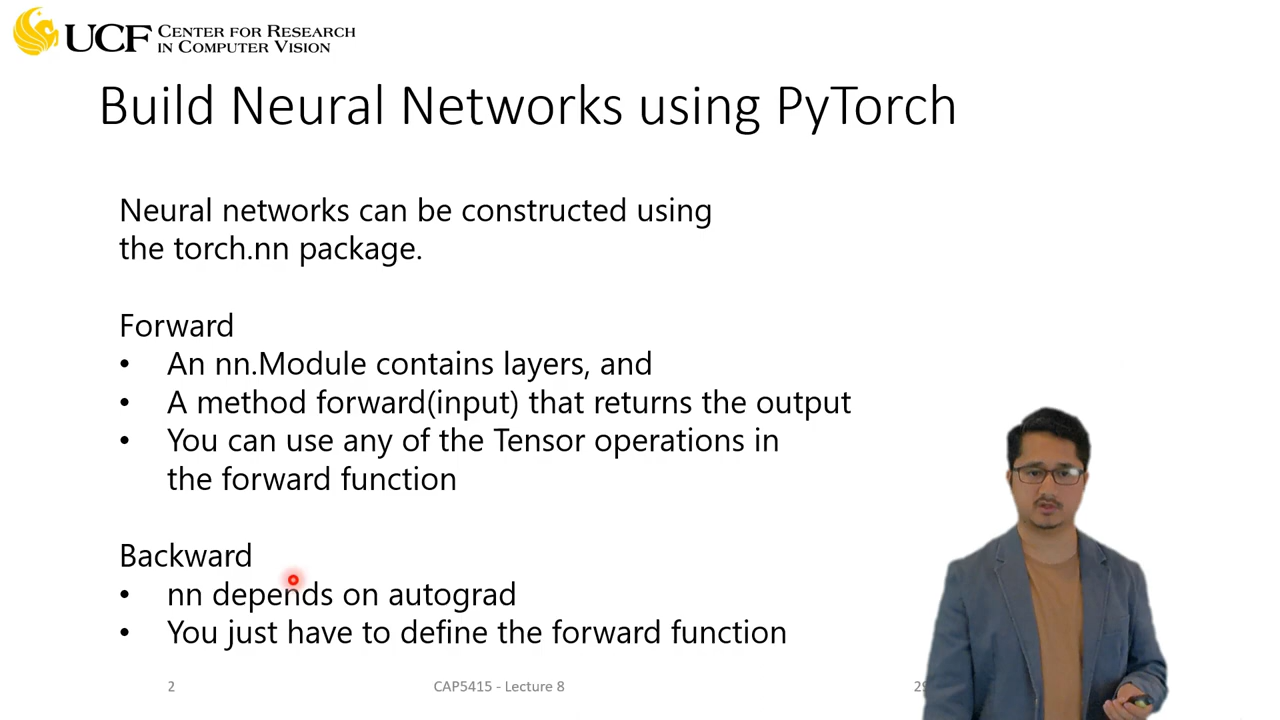 UCF CENTER FOR RESEARCH
IN COMPUTER VISION
Build Neural Networks using PyTorch
Neural networks can be constructed using
the torch.nn package.
Forward
• An nn.Module contains layers, and
• A method forward(input) that returns the output
• You can use any of the Tensor operations in
the forward function
Backward
• nn depends on autograd
• You just have to define the forward function
2 CAP5415 - Lecture 8